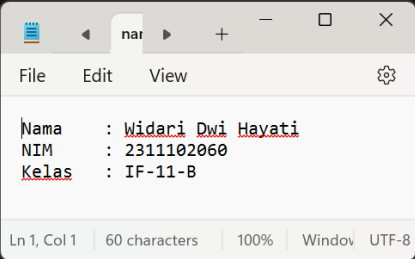 nar
File Edit View
Nama : Widari Dwi Hayati
NIM : 2311102060
Kelas : IF-11-B
Ln 1, Col 1 60 characters 100% Window UTF-8